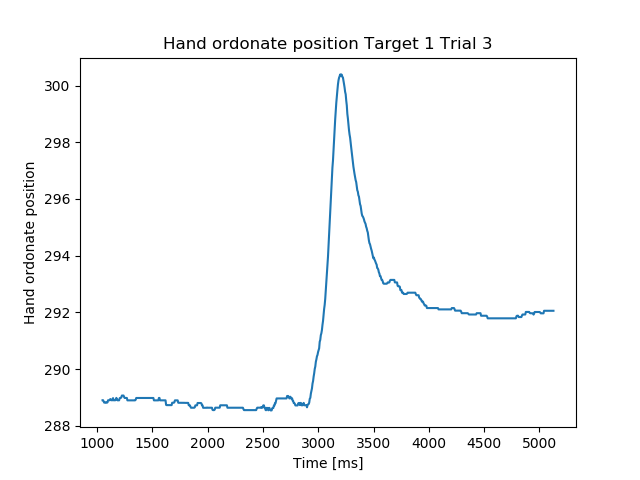 Hand ordonate position Target 1 Trial 3
Hand ordonate position
300
298
296
294
292
290
288
1000 1500 2000 2500 3000 3500 4000 4500 5000
Time [ms]